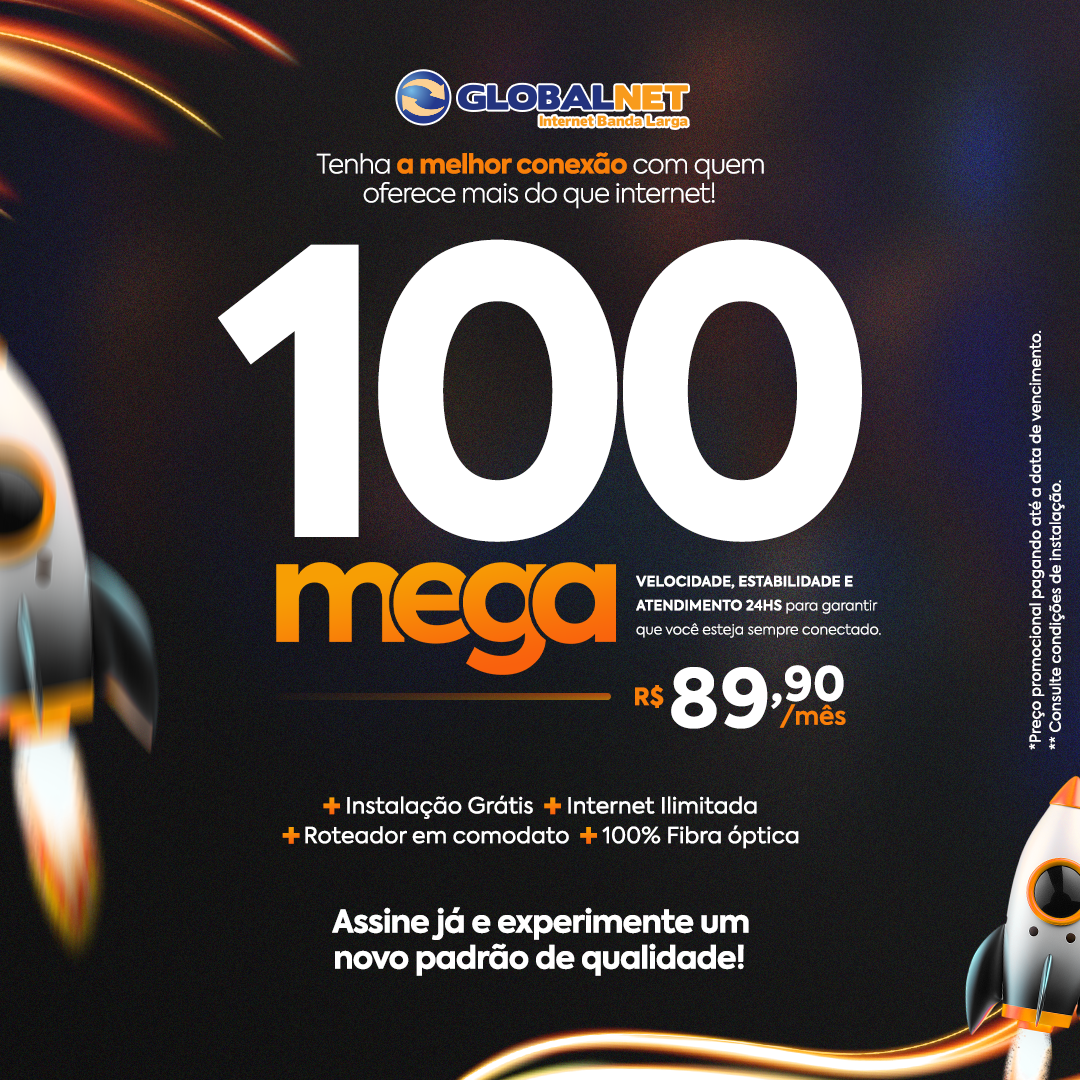 GLOBALNET
Internet Banda Larga
Tenha a melhor conexão com quem
oferece mais do que internet!
100
mega
VELOCIDADE, ESTABILIDADE E
ATENDIMENTO 24HS para garantir
que você esteja sempre conectado.
R$ 89,90
/mês
+ Instalação Grátis + Internet Ilimitada
+ Roteador em comodato + 100% Fibra óptica
Assine já e experimente um
novo padrão de qualidade!
*Preço promocional pagando até a data de vencimento.
** Consulte condições de instalação.